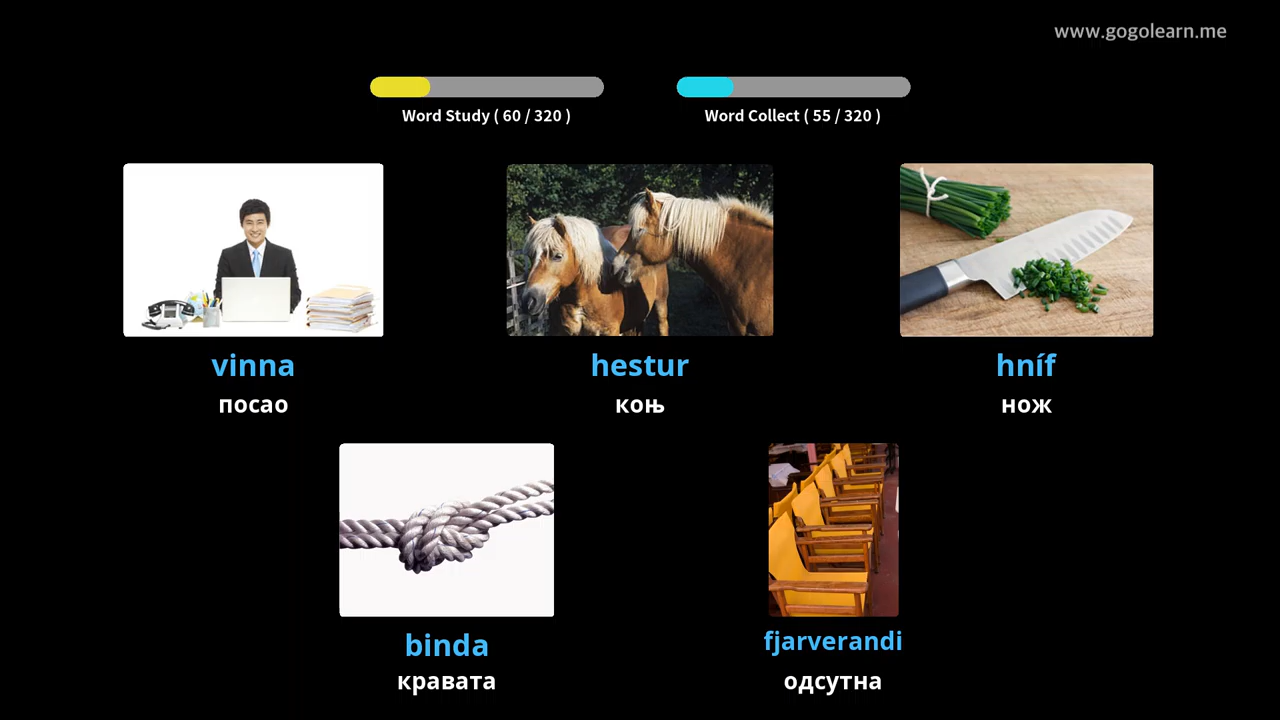 www.gogolearn.me
Word Study ( 60 / 320 )
Word Collect ( 55 / 320 )
vinna
hestur
hníf
посао
коњ
нож
binda
fjarverandi
кравата
одсутна